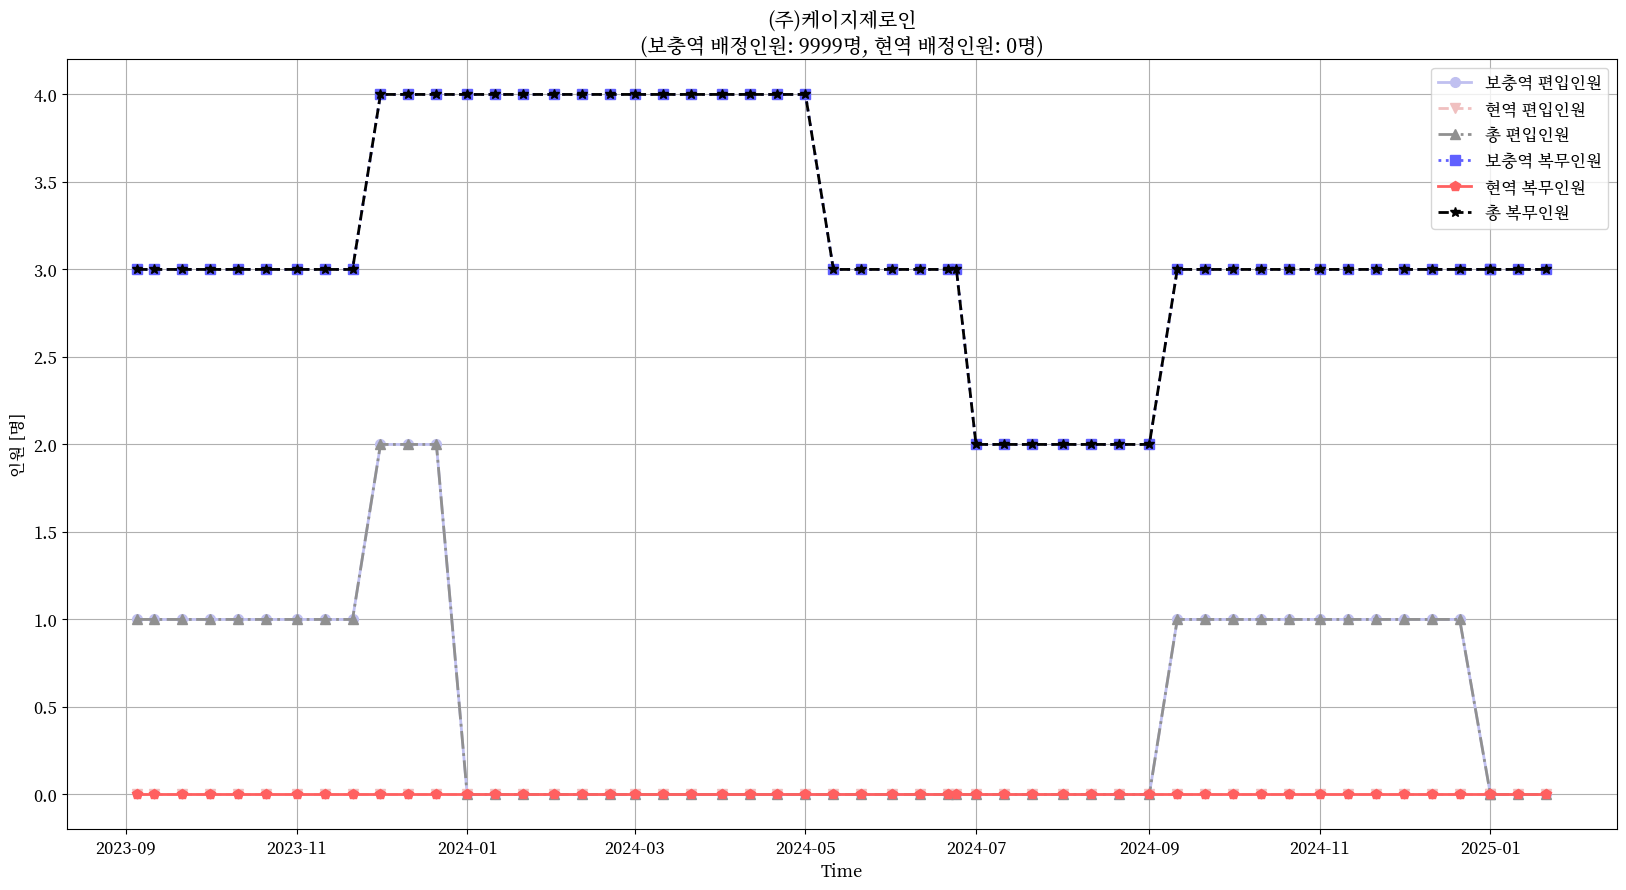 (주)케이지제로인
(보충역 배정인원: 9999명, 현역 배정인원: 0명)
보충역 편입인원
현역 편입인원
총 편입인원
보충역 복무인원
현역 복무인원
총 복무인원
4.0
3.5
3.0
2.5
2.0
1.5
1.0
0.5
0.0
인원 [명]
2023-09 2023-11 2024-01 2024-03 2024-05 2024-07 2024-09 2024-11 2025-01
Time